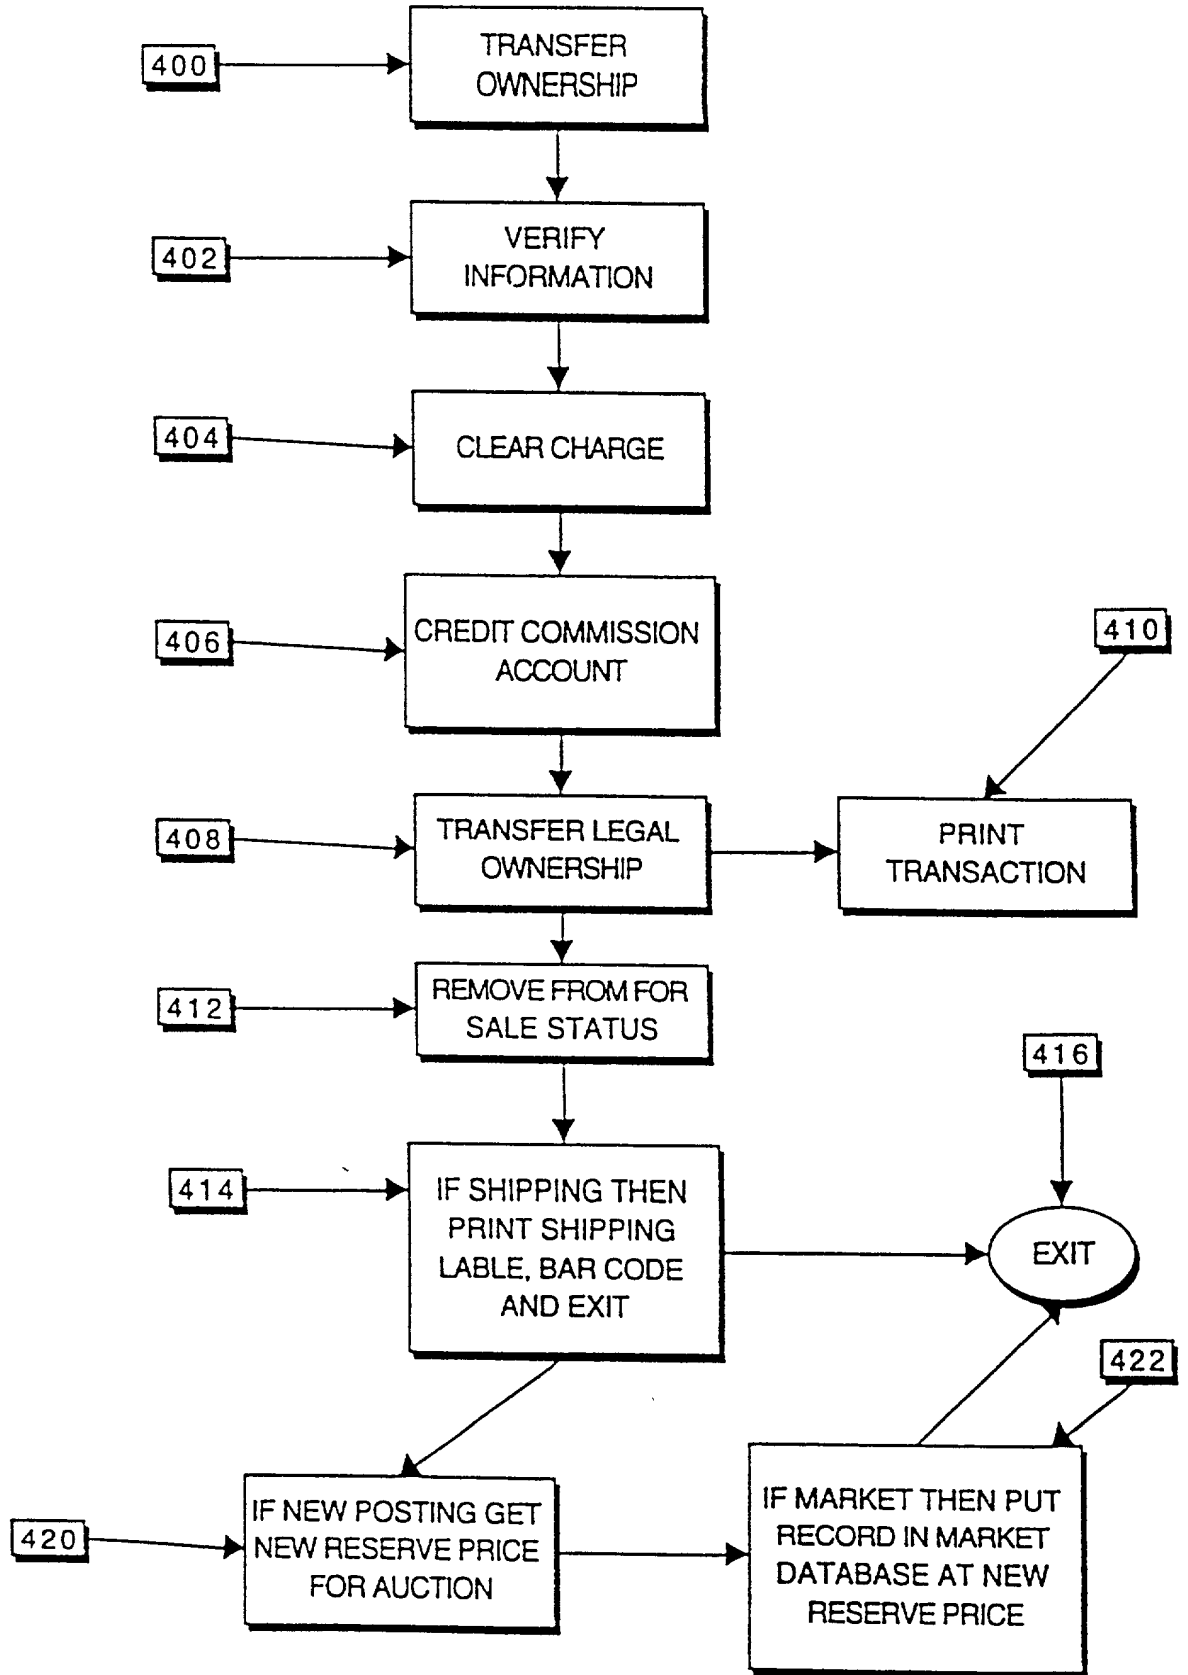 400
TRANSFER
OWNERSHIP
402
VERIFY
INFORMATION
404
CLEAR CHARGE
406
CREDIT COMMISSION
ACCOUNT
410
408
TRANSFER LEGAL
OWNERSHIP
PRINT
TRANSACTION
412
REMOVE FROM FOR
SALE STATUS
416
414
IF SHIPPING THEN
PRINT SHIPPING
LABLE, BAR CODE
AND EXIT
EXIT
422
420
IF NEW POSTING GET
NEW RESERVE PRICE
FOR AUCTION
IF MARKET THEN PUT
RECORD IN MARKET
DATABASE AT NEW
RESERVE PRICE